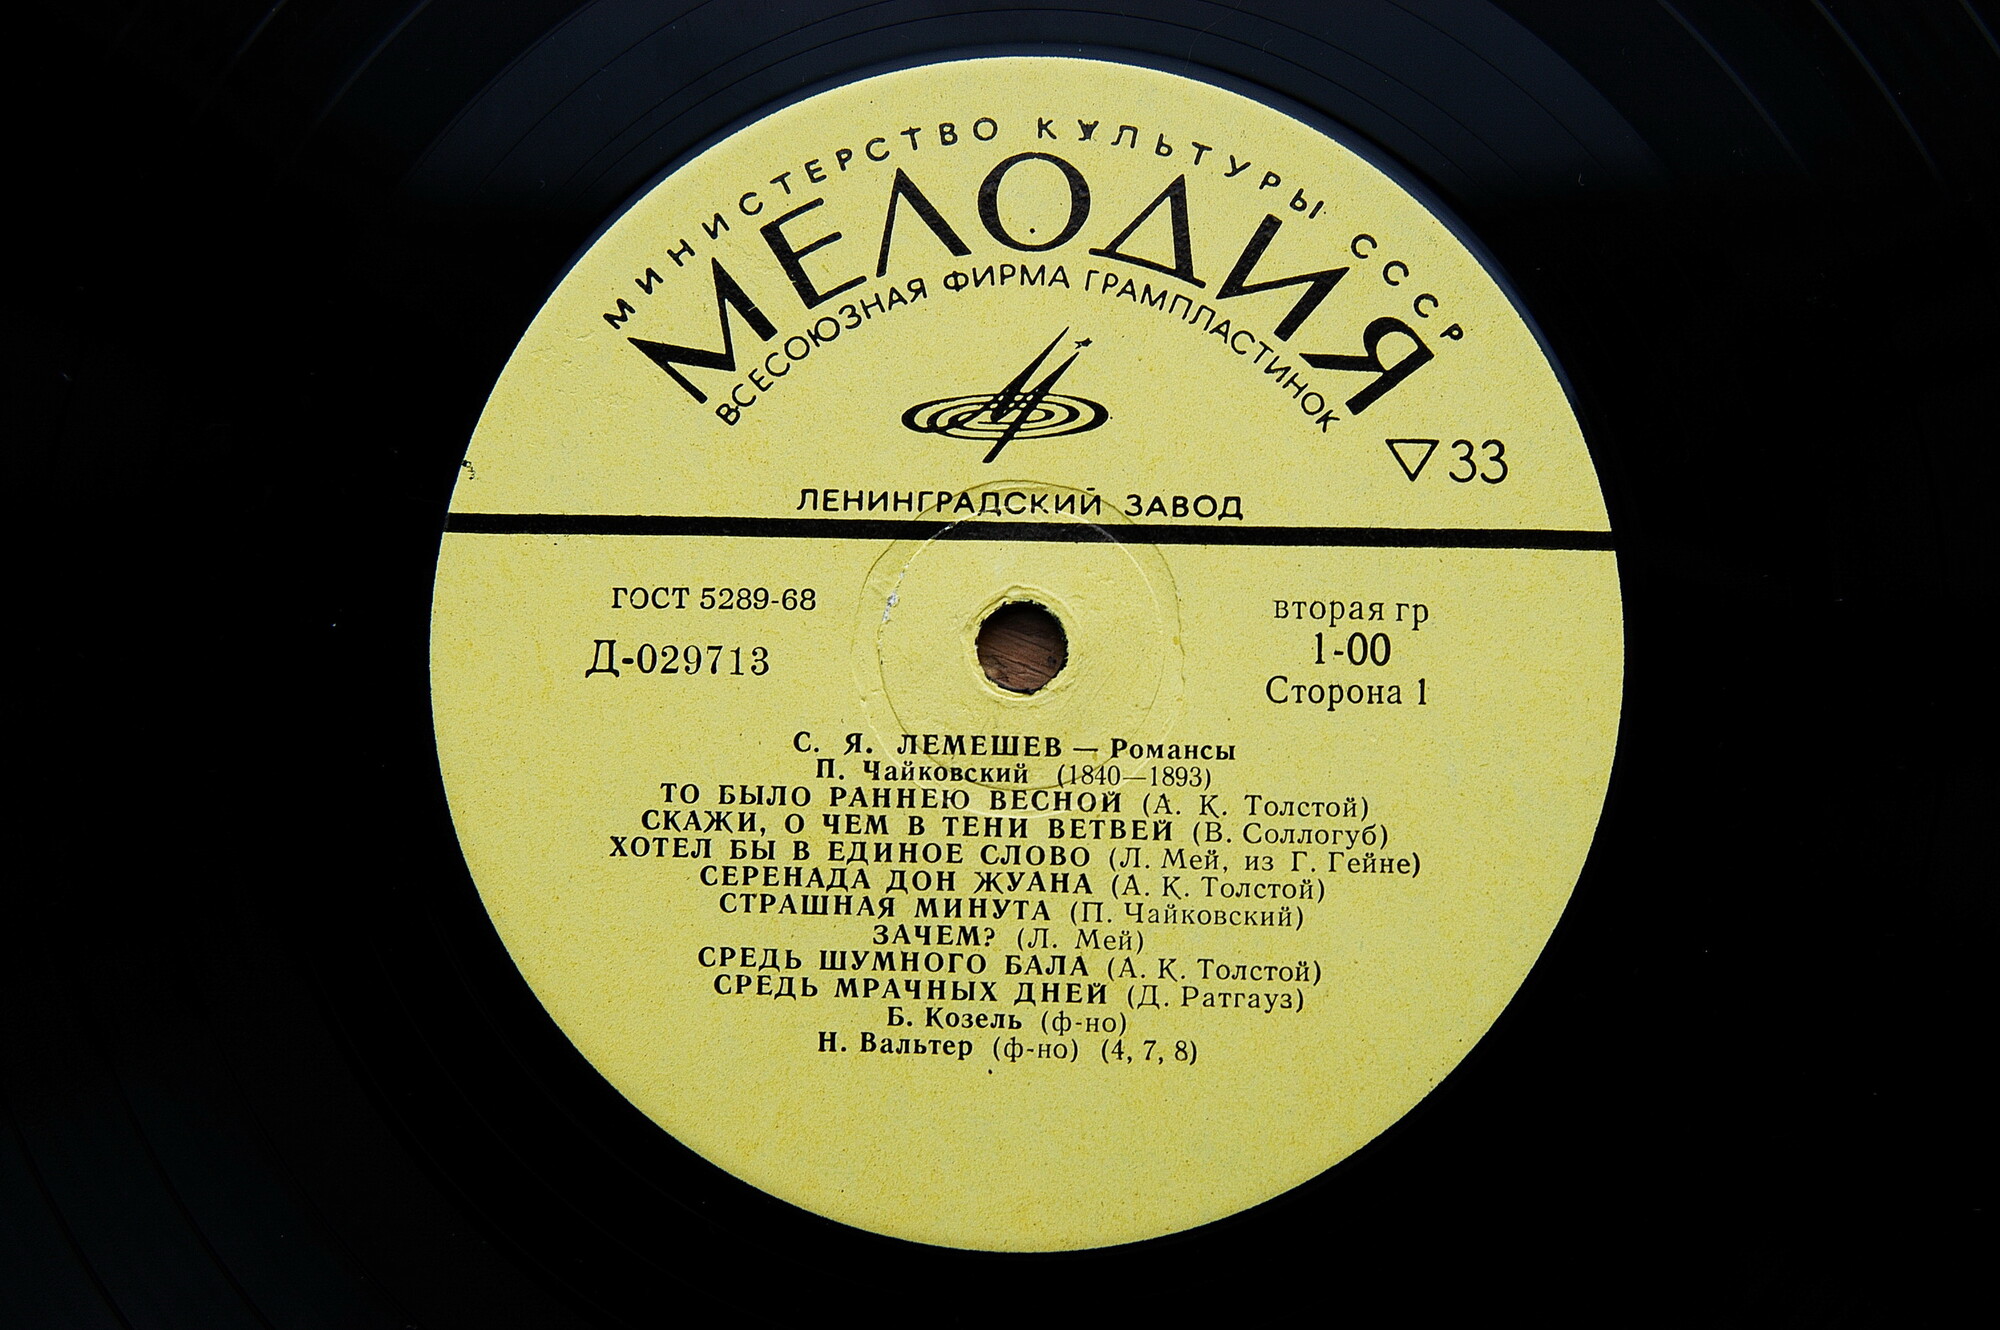 МИНИСТЕРСТВО КУЛЬТУРЫ СССР
МЕЛОДИЯ
ВСЕСОЮЗНАЯ ФИРМА ГРАМПЛАСТИНОК
▽33
ЛЕНИНГРАДСКИЙ ЗАВОД
ГОСТ 5289-68
Д-029713
вторая гр
1-00
Сторона 1
С. Я. ЛЕМЕШЕВ — Романсы
П. Чайковский (1840—1893)
ТО БЫЛО РАННЕЮ ВЕСНОЙ (А. К. Толстой)
СКАЖИ, О ЧЕМ В ТЕНИ ВЕТВЕЙ (В. Соллогуб)
ХОТЕЛ БЫ В ЕДИНОЕ СЛОВО (Л. Мей, из Г. Гейне)
СЕРЕНАДА ДОН ЖУАНА (А. К. Толстой)
СТРАШНАЯ МИНУТА (П. Чайковский)
ЗАЧЕМ? (Л. Мей)
СРЕДЬ ШУМНОГО БАЛА (А. К. Толстой)
СРЕДЬ МРАЧНЫХ ДНЕЙ (Д. Ратгауз)
Б. Козель (ф-но)
Н. Вальтер (ф-но) (4, 7, 8)